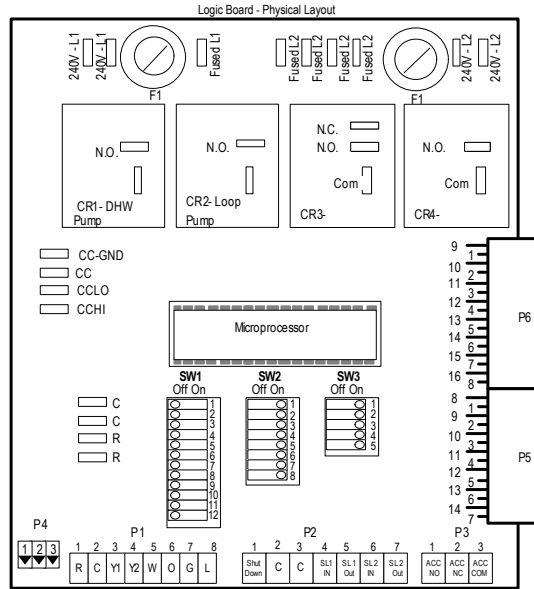 Logic Board - Physical Layout
240V - L1
240V - L1
Fused L1
Fused L2
Fused L2
Fused L2
Fused L2
240V - L2
240V - L2
F1
F1
N.O.
CR1- DHW
Pump
N.O.
CR2- Loop
Pump
N.C.
N.O.
Com
CR3-
N.O.
Com
CR4-
CC-GND
CC
CCLO
CCHI
Microprocessor
9
1
10
2
11
3
12
4
13
5
14
6
15
7
16
8
P6
8
1
9
2
10
3
11
4
12
5
13
6
14
7
P5
SW1
Off On
1
2
3
4
5
6
7
8
9
10
11
12
SW2
Off On
1
2
3
4
5
6
7
8
SW3
Off On
1
2
3
4
5
C
C
R
R
P4
1 2 3
P1
1 2 3 4 5 6 7 8
R C Y1 Y2 W O G L
P2
1 2 3 4 5 6 7
Shut Down C C SL1 IN SL 1 Out SL2 IN SL 2 Out
P3
1 2 3
ACC NO ACC NC ACC COM